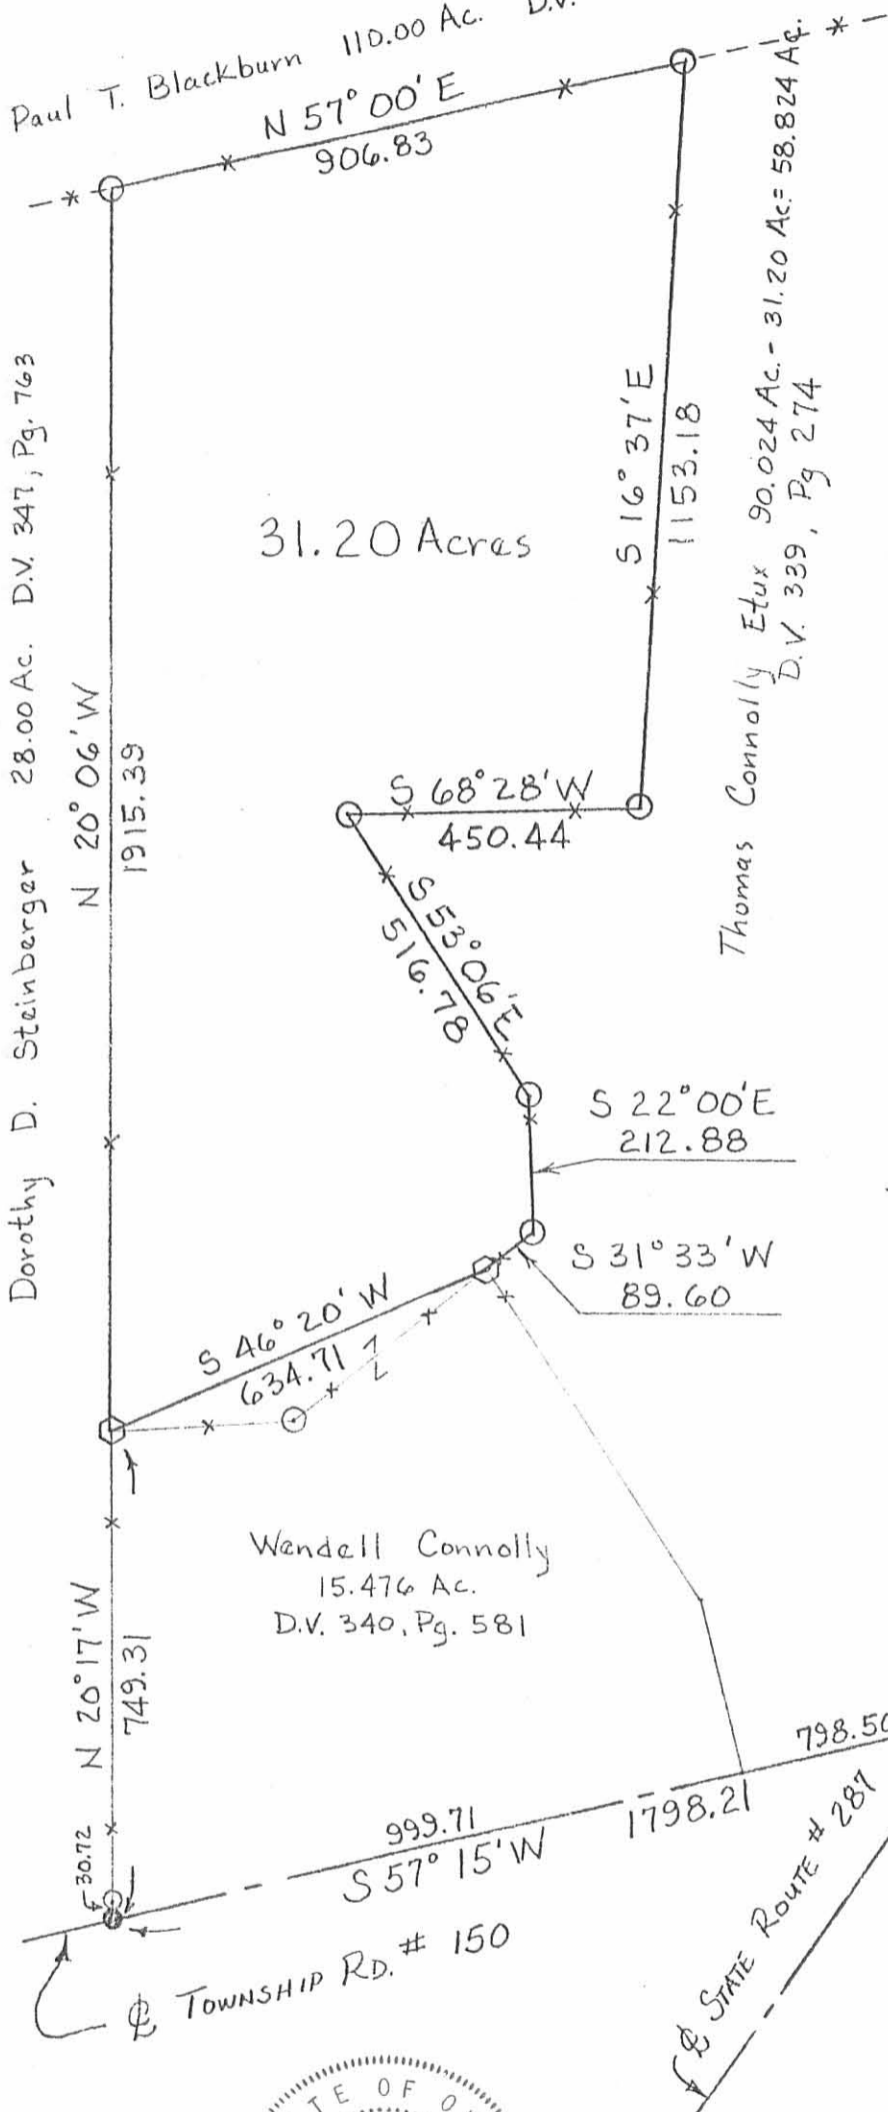 Paul T. Blackburn 110.00 Ac. D.V.
N 57° 00' E
906.83
Dorothy D. Steinberger 28.00 Ac. D.V. 347, Pg. 763
N 20° 06' W
1915.39
31.20 Acres
S 16° 37' E
1153.18
Thomas Connolly Etux 90.024 Ac. - 31.20 Ac. = 58.824 Ac.
D.V. 339, Pg 274
S 68° 28' W
450.44
S 53° 06' E
516.78
S 22° 00' E
212.88
S 31° 33' W
89.60
S 46° 20' W
634.71
Wendell Connolly
15.476 Ac.
D.V. 340, Pg. 581
N 20° 17' W
749.31
30.72
999.71
S 57° 15' W
1798.21
798.50
℄ TOWNSHIP RD. # 150
℄ STATE ROUTE # 287
TE OF O